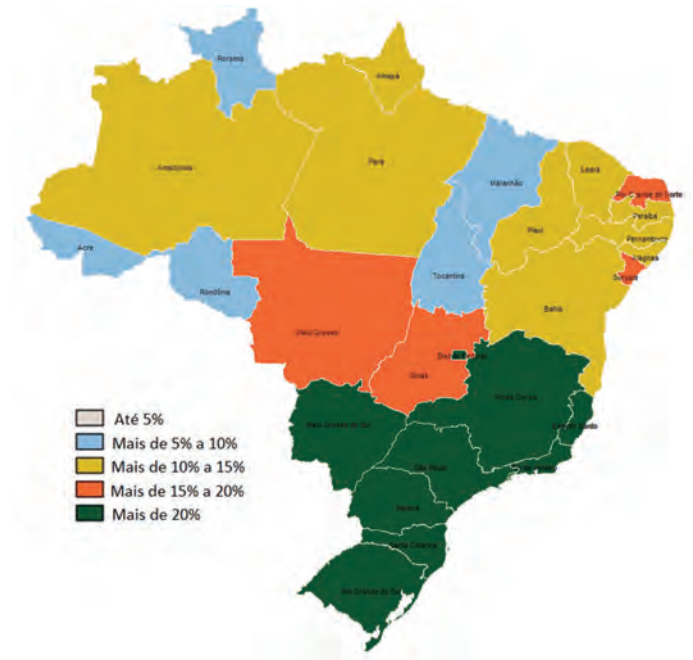 Roraima
Amapá
Amazonas
Pará
Maranhão
Ceará
Rio Grande do Norte
Paraíba
Piauí
Pernambuco
Alagoas
Sergipe
Acre
Rondônia
Tocantins
Bahia
Mato Grosso
Goiás
Distrito Federal
Minas Gerais
Mato Grosso do Sul
Espírito Santo
São Paulo
Paraná
Santa Catarina
Rio Grande do Sul
Até 5%
Mais de 5% a 10%
Mais de 10% a 15%
Mais de 15% a 20%
Mais de 20%